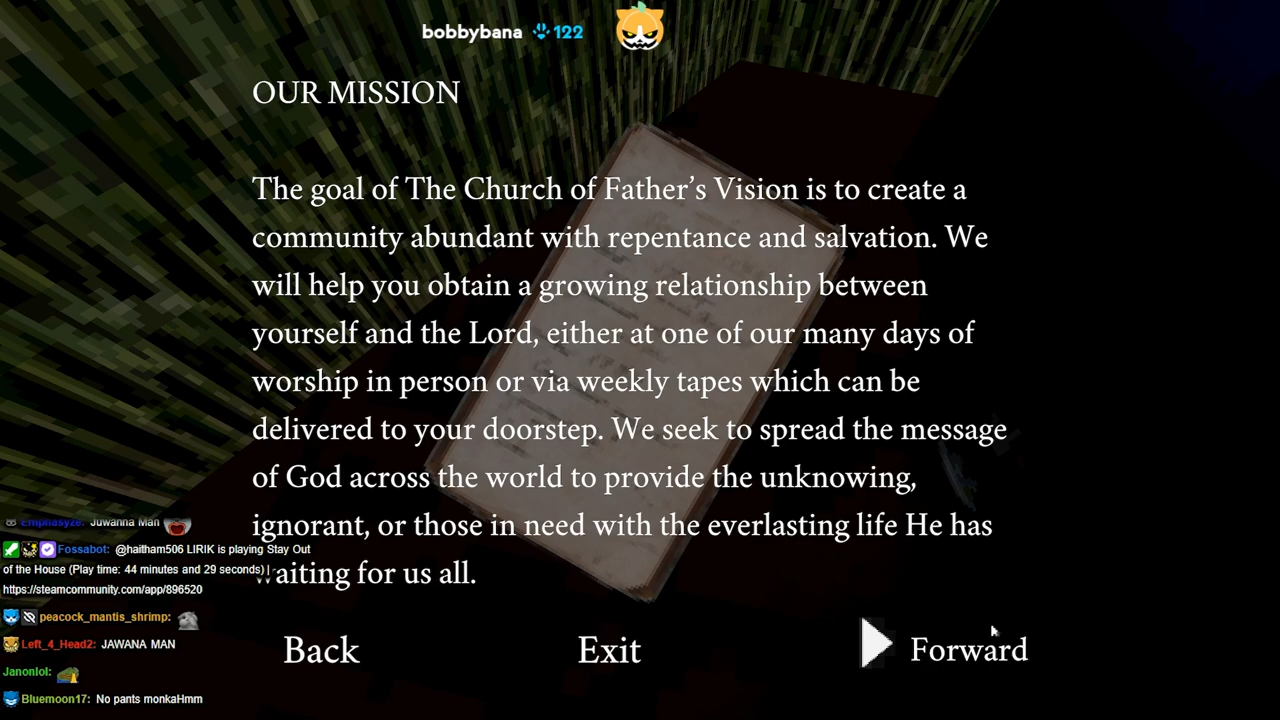 bobbybana 122
OUR MISSION
The goal of The Church of Father’s Vision is to create a
community abundant with repentance and salvation. We
will help you obtain a growing relationship between
yourself and the Lord, either at one of our many days of
worship in person or via weekly tapes which can be
delivered to your doorstep. We seek to spread the message
of God across the world to provide the unknowing,
ignorant, or those in need with the everlasting life He has
waiting for us all.
Back Exit Forward
Emphasyze: Juwanna Man
Fossabot: @haitham506 LIRIK is playing Stay Out
of the House (Play time: 44 minutes and 29 seconds) |
https://steamcommunity.com/app/896520
peacock_mantis_shrimp:
Left_4_Head2: JAWANA MAN
Janonlol:
Bluemoon17: No pants monkaHmm